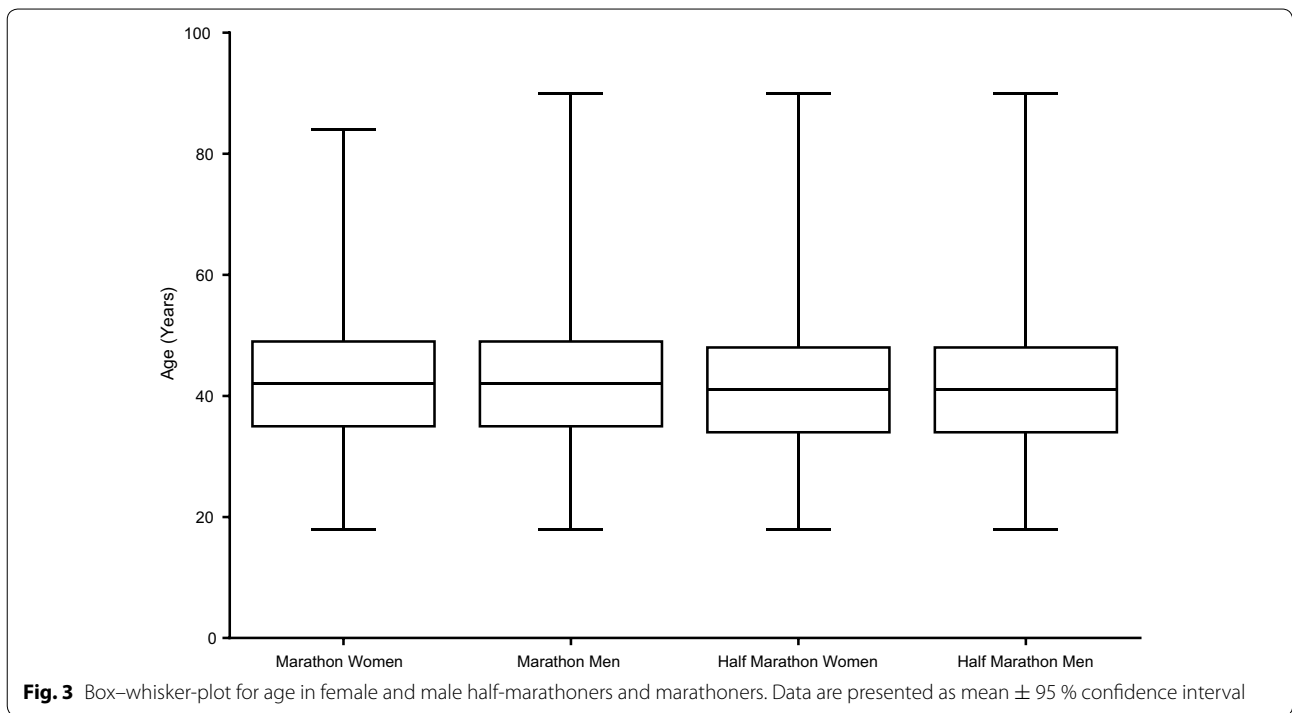 100
80
60
40
20
0
Age (Years)
Marathon Women Marathon Men Half Marathon Women Half Marathon Men
Fig. 3 Box–whisker-plot for age in female and male half-marathoners and marathoners. Data are presented as mean ± 95 % confidence interval